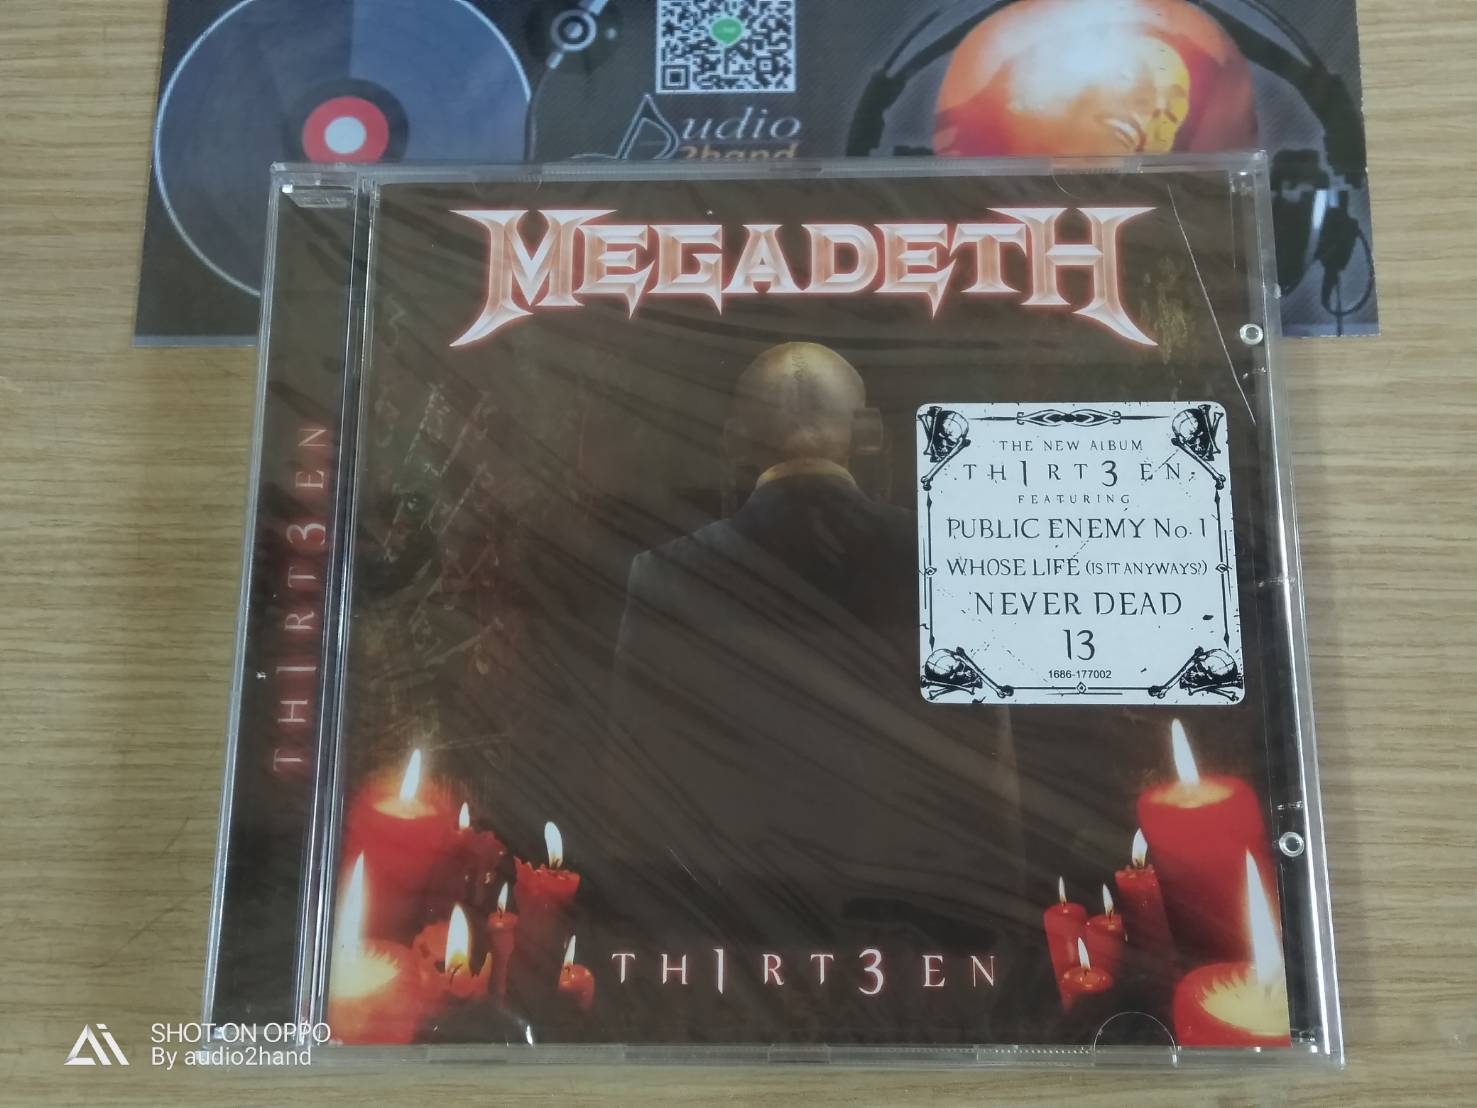 Audio
2hand
MEGADETH
TH1RT3EN
THE NEW ALBUM
TH1RT3EN
FEATURING
PUBLIC ENEMY No. 1
WHOSE LIFE (IS IT ANYWAYS?)
NEVER DEAD
13
1686-177002
TH1RT3EN
SHOT ON OPPO
By audio2hand